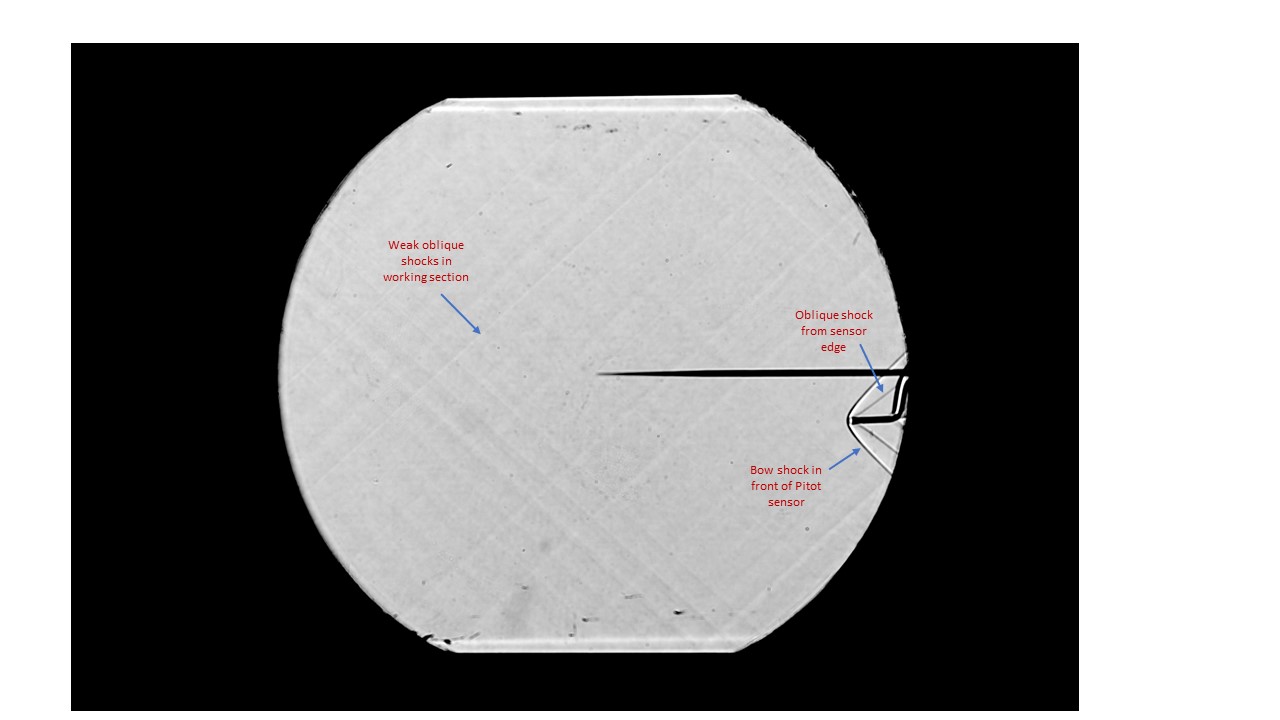 Weak oblique
shocks in
working section
Oblique shock
from sensor
edge
Bow shock in
front of Pitot
sensor